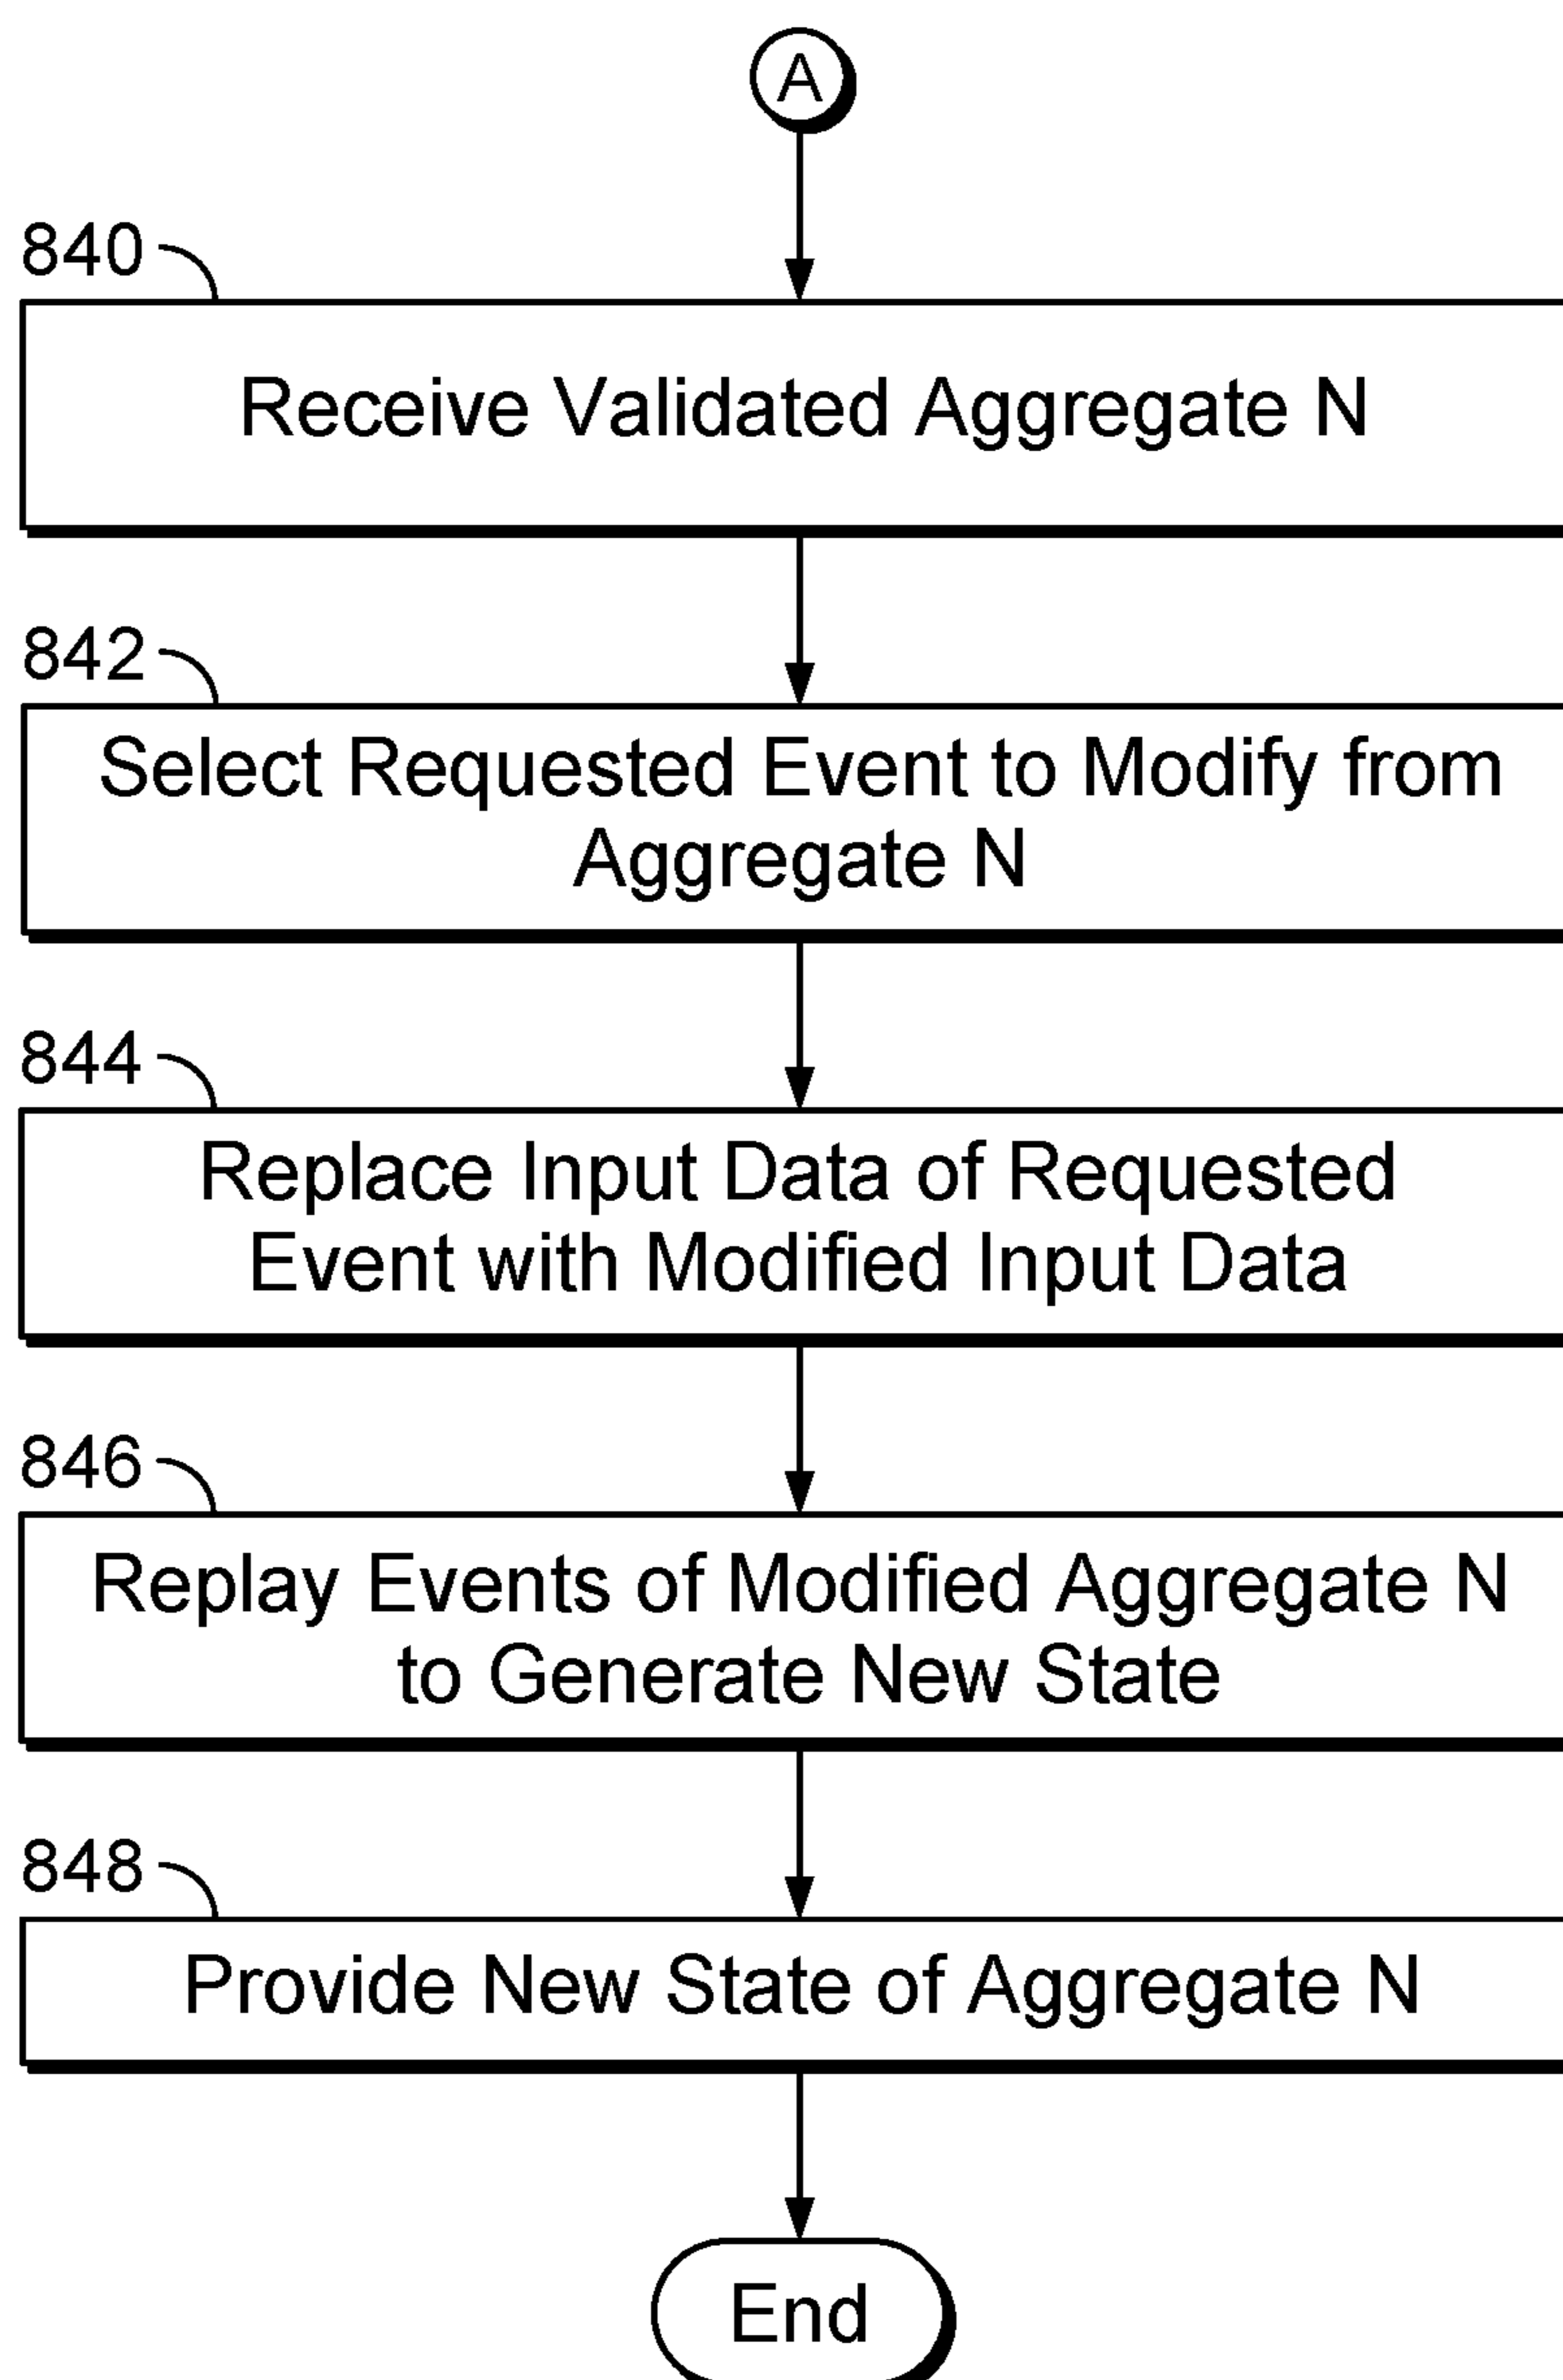 A
840
Receive Validated Aggregate N
842
Select Requested Event to Modify from
Aggregate N
844
Replace Input Data of Requested
Event with Modified Input Data
846
Replay Events of Modified Aggregate N
to Generate New State
848
Provide New State of Aggregate N
End